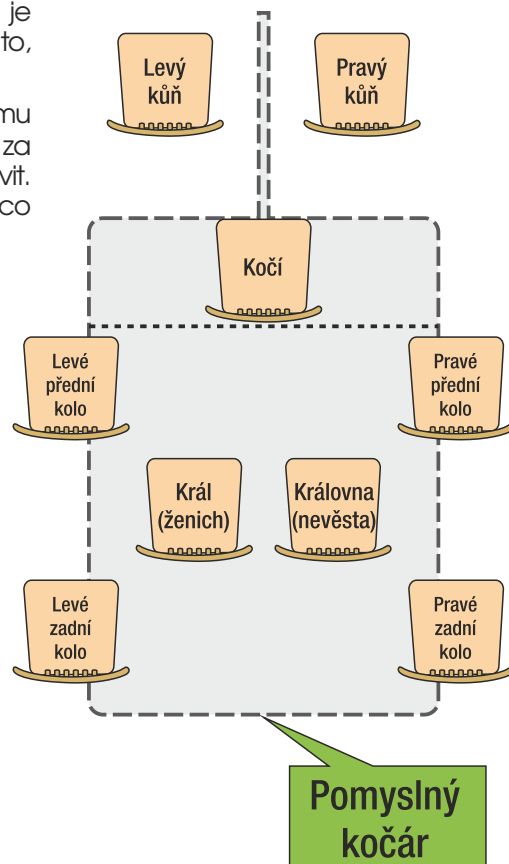 je
to,
mu
za
vit.
co
Levý
kůň
Pravý
kůň
Kočí
Levé
přední
kolo
Pravé
přední
kolo
Král
(ženich)
Královna
(nevěsta)
Levé
zadní
kolo
Pravé
zadní
kolo
Pomyslný
kočár